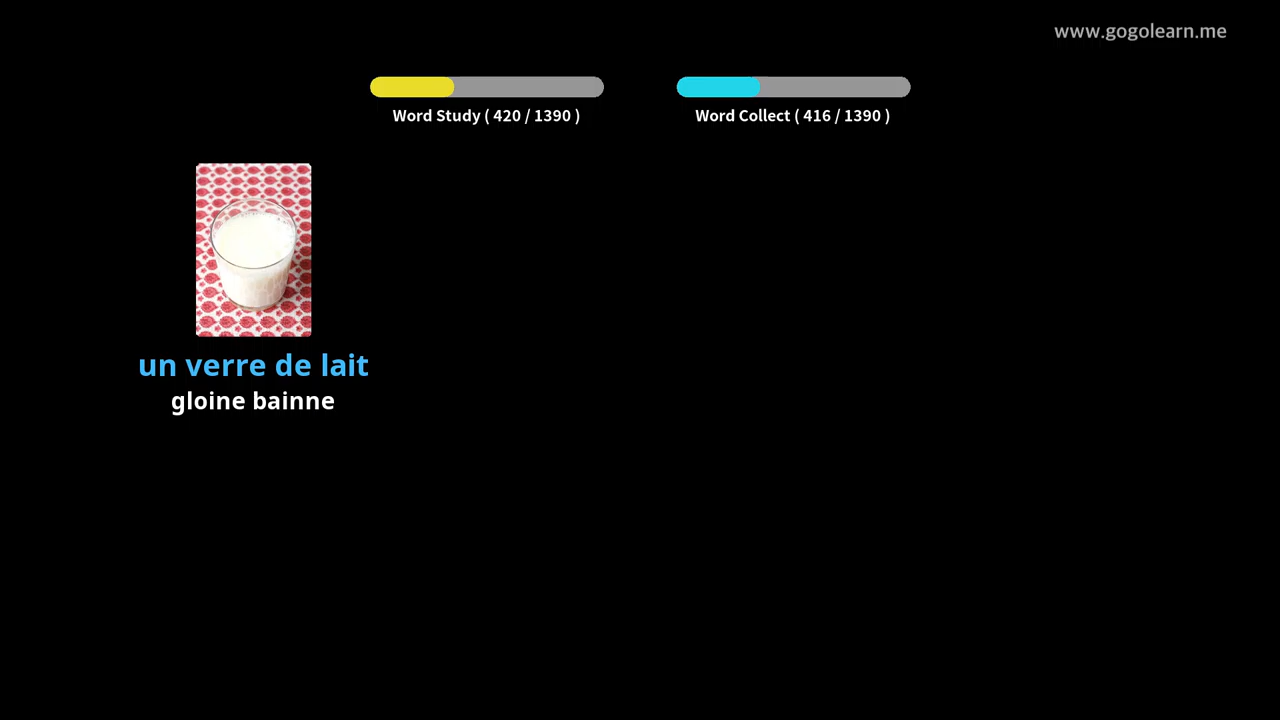 www.gogolearn.me
Word Study ( 420 / 1390 )
Word Collect ( 416 / 1390 )
un verre de lait
gloine bainne